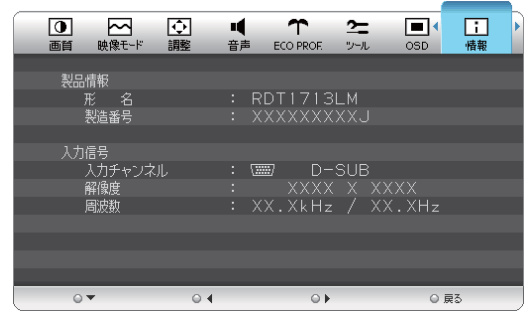 画質 映像モード 調整 音声 ECO PROF. ツール OSD 情報
製品情報
形 名 : RDT1713LM
製造番号 : XXXXXXXXXJ
入力信号
入力チャンネル : D-SUB
解像度 : XXXX X XXXX
周波数 : XX.XkHz / XX.XHz
戻る